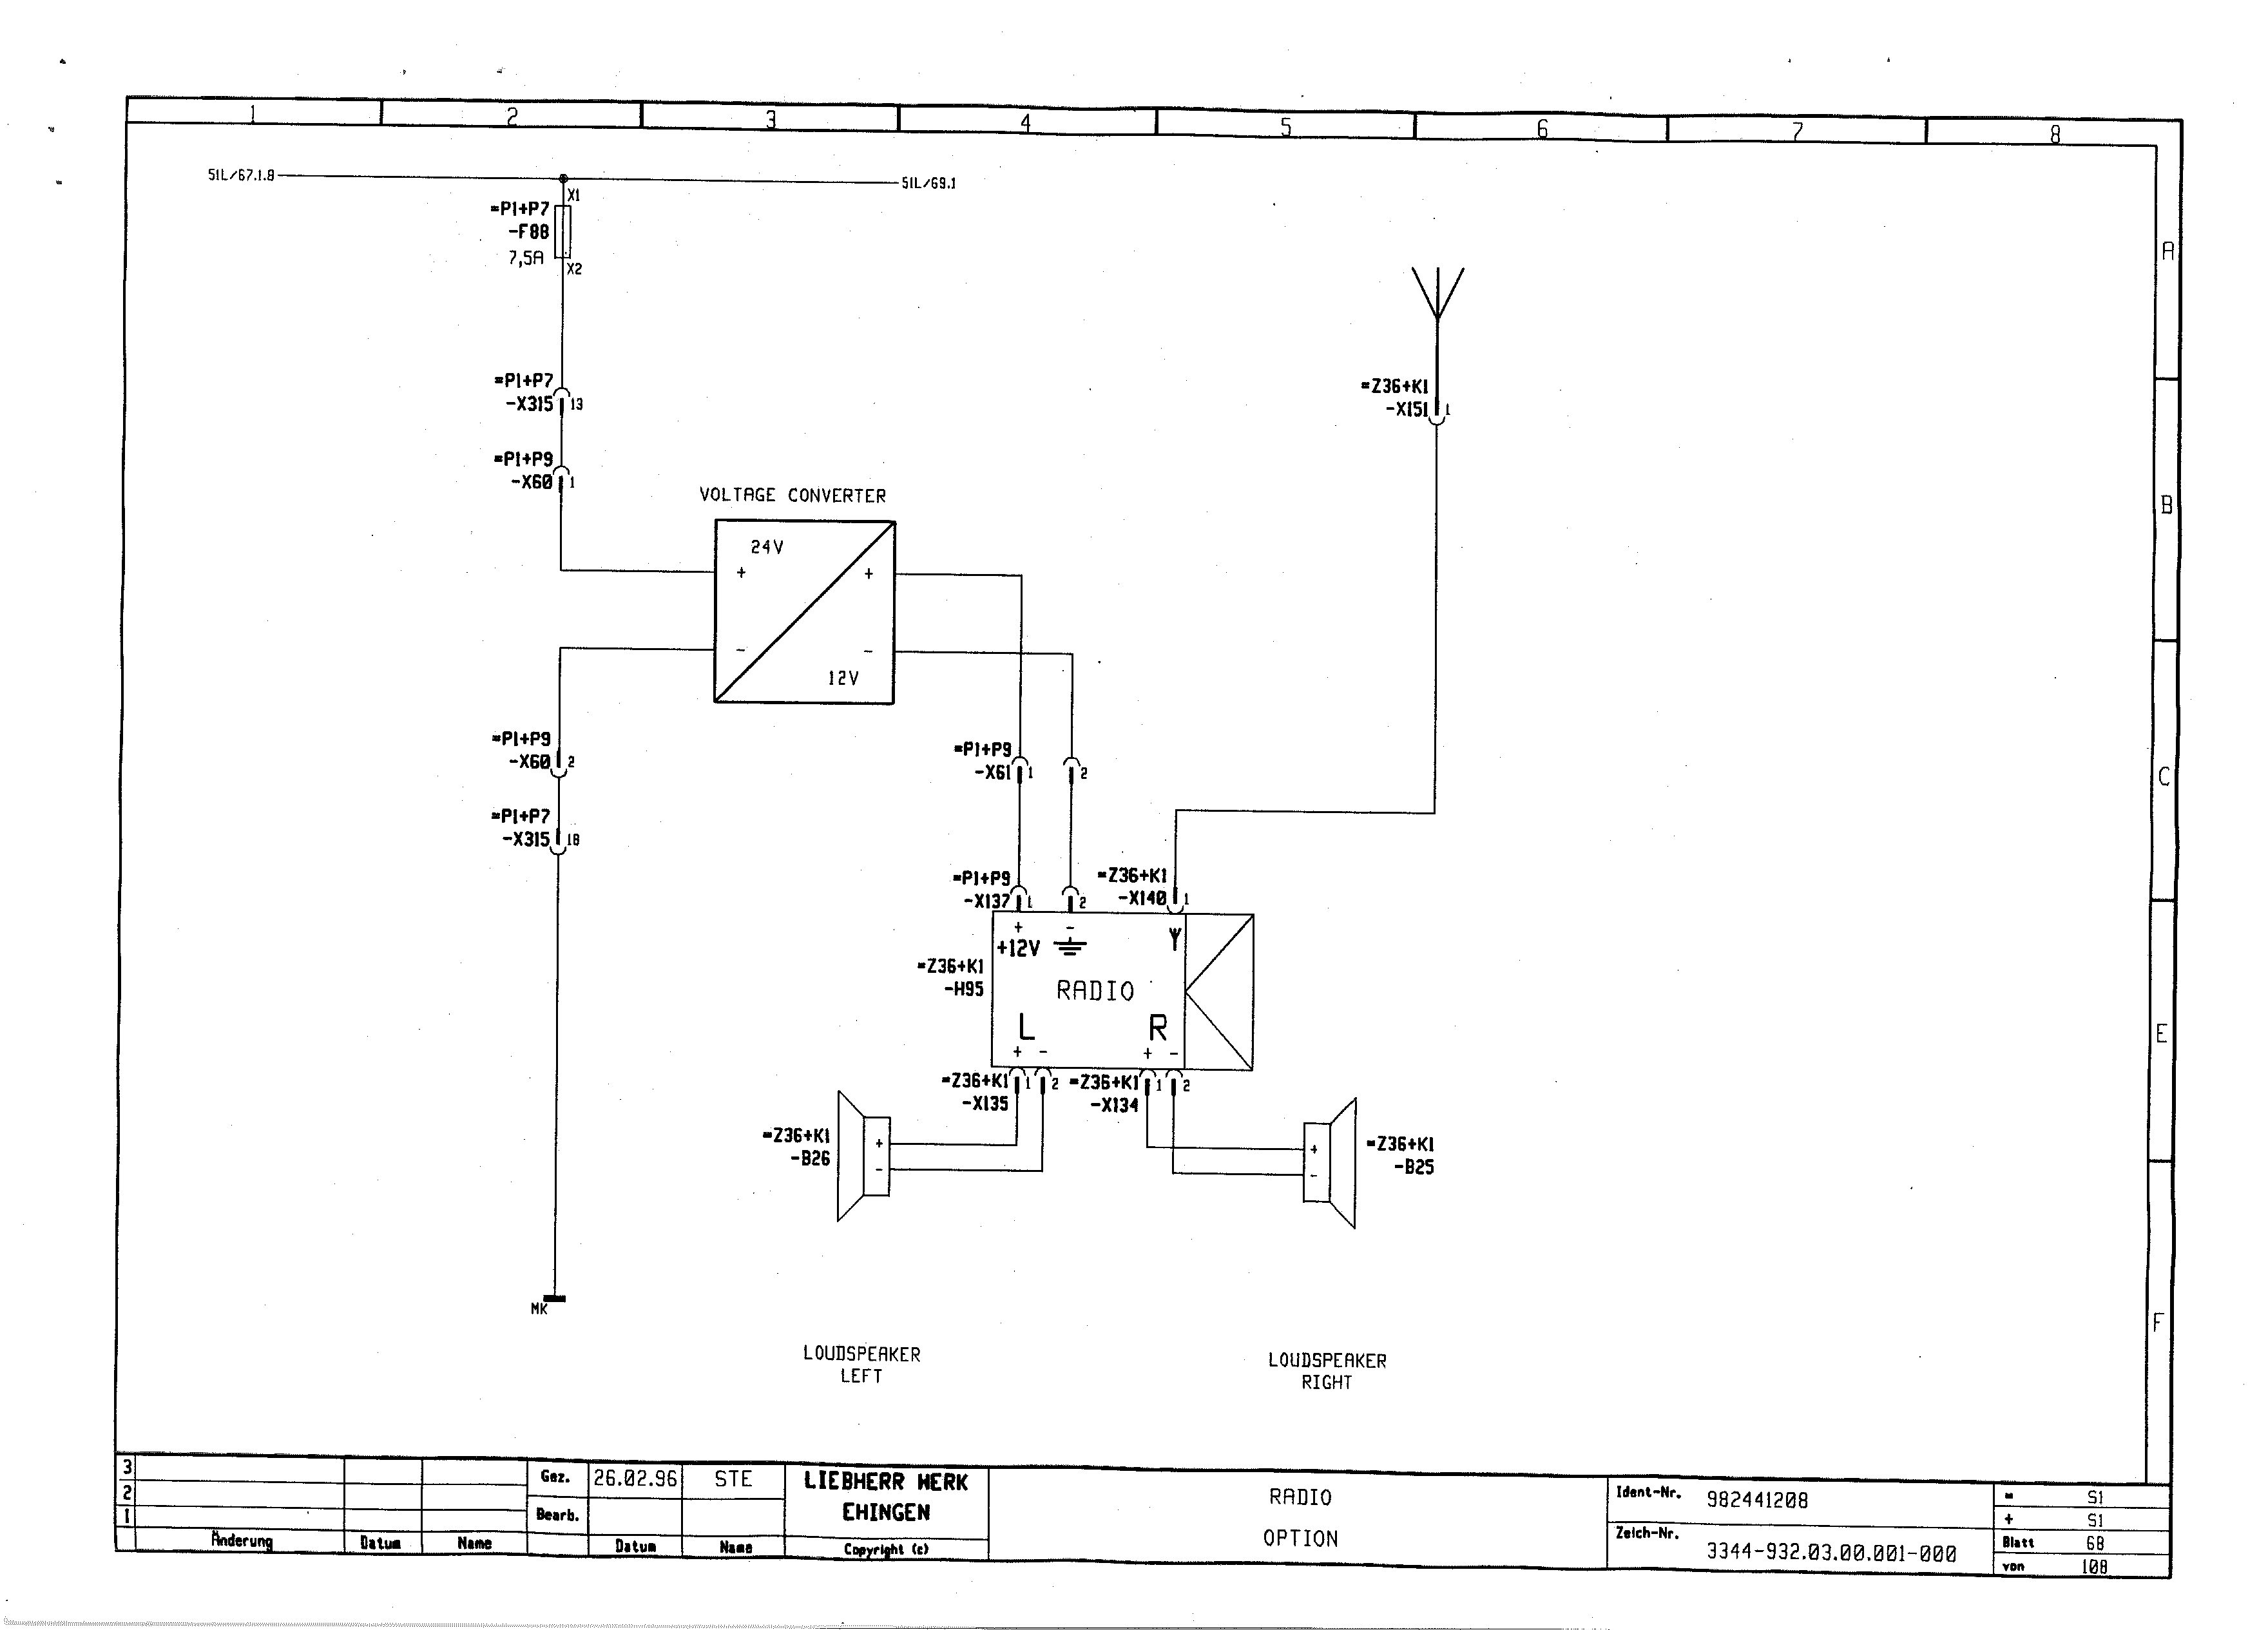 1 2 3 4 5 6 7 8
51L/67.1.8
51L/69.1
X1
=P1+P7
-F88
7,5A
X2
A
=P1+P7
-X315 13
=Z36+K1
-X151 1
=P1+P9
-X60 1
VOLTAGE CONVERTER
B
24V
+ +
- -
12V
=P1+P9
-X60 2
=P1+P9
-X61 1 2
C
=P1+P7
-X315 18
=P1+P9
-X137 1 2
=Z36+K1
-X140 1
+ -
+12V
=Z36+K1
-H95
RADIO
L R
+ - + -
E
=Z36+K1 1 2
-X135
=Z36+K1 1 2
-X134
=Z36+K1
-B26
+
-
+
-
=Z36+K1
-B25
MK
F
LOUDSPEAKER
LEFT
LOUDSPEAKER
RIGHT
3
2
1
Änderung Datum Name
Gez. 26.02.96 STE
Bearb.
Datum Name
LIEBHERR WERK
EHINGEN
Copyright (c)
RADIO
OPTION
Ident-Nr. 982441208
Zeich-Nr. 3344-932.03.00.001-000
= S1
+ S1
Blatt 68
von 108